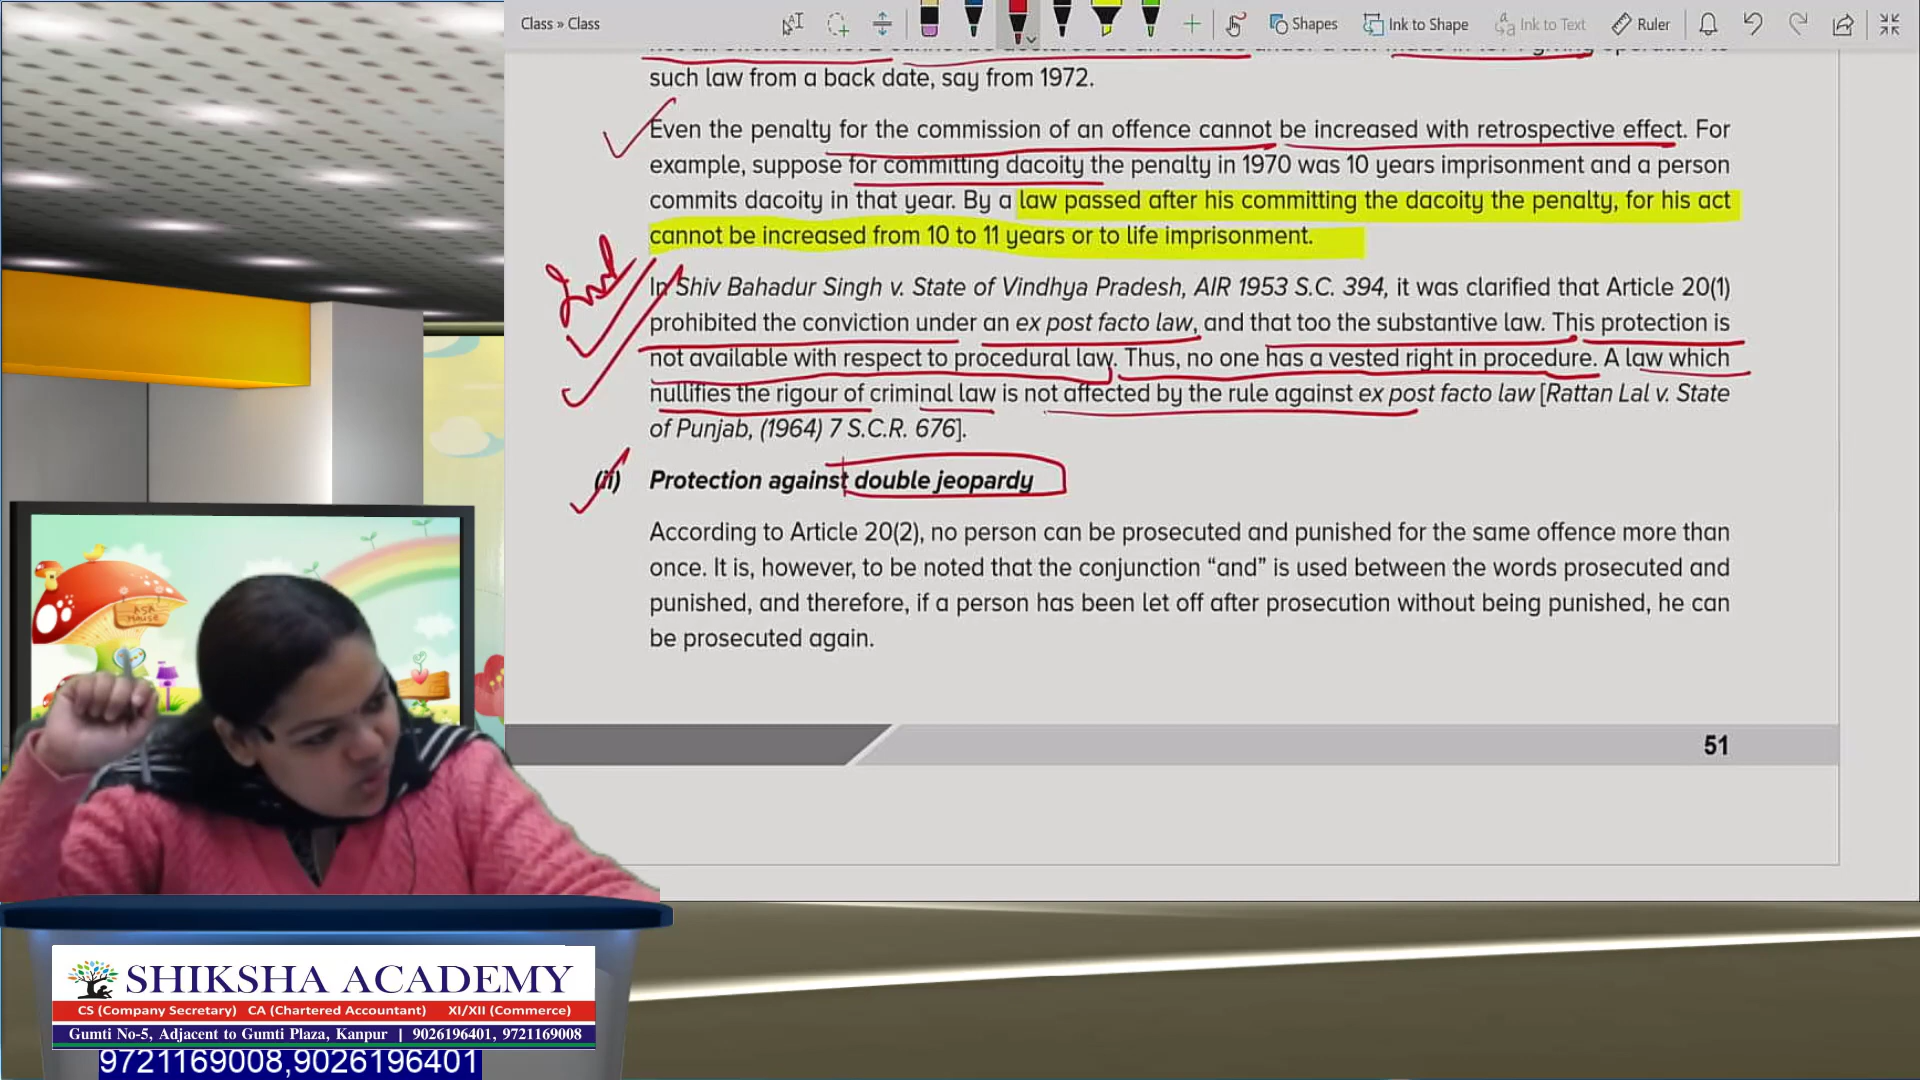 Class » Class
Shapes
Ink to Shape
Ink to Text
Ruler
such law from a back date, say from 1972.
Even the penalty for the commission of an offence cannot be increased with retrospective effect. For
example, suppose for committing dacoity the penalty in 1970 was 10 years imprisonment and a person
commits dacoity in that year. By a law passed after his committing the dacoity the penalty, for his act
cannot be increased from 10 to 11 years or to life imprisonment.
In Shiv Bahadur Singh v. State of Vindhya Pradesh, AIR 1953 S.C. 394, it was clarified that Article 20(1)
prohibited the conviction under an ex post facto law, and that too the substantive law. This protection is
not available with respect to procedural law. Thus, no one has a vested right in procedure. A law which
nullifies the rigour of criminal law is not affected by the rule against ex post facto law [Rattan Lal v. State
of Punjab, (1964) 7 S.C.R. 676].
(ii) Protection against double jeopardy
According to Article 20(2), no person can be prosecuted and punished for the same offence more than
once. It is, however, to be noted that the conjunction “and” is used between the words prosecuted and
punished, and therefore, if a person has been let off after prosecution without being punished, he can
be prosecuted again.
51
SHIKSHA ACADEMY
CS (Company Secretary) CA (Chartered Accountant) XI/XII (Commerce)
Gumti No-5, Adjacent to Gumti Plaza, Kanpur | 9026196401, 9721169008
9721169008,9026196401